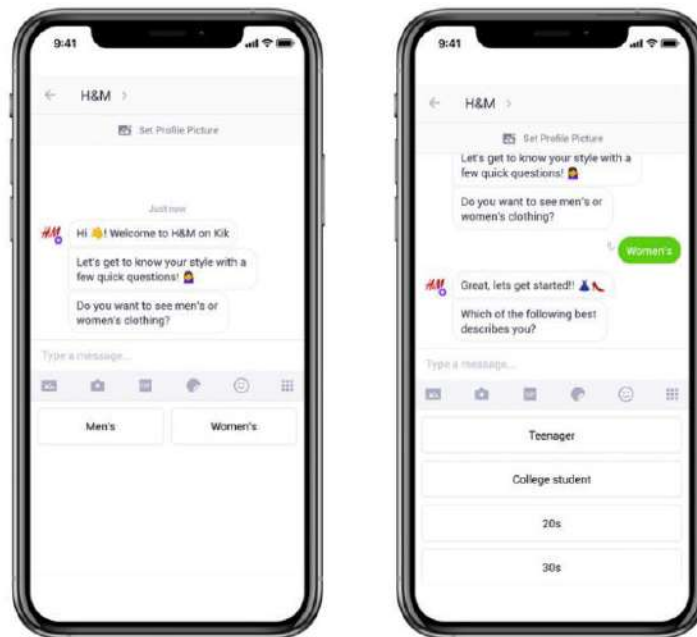 9:41
H&M >
Set Profile Picture
Just now
H&M
Hi 👋! Welcome to H&M on Kik
Let's get to know your style with a
few quick questions! 💁‍♀️
Do you want to see men's or
women's clothing?
Type a message...
GIF
Men's
Women's
9:41
H&M >
Set Profile Picture
Let's get to know your style with a
few quick questions! 💁‍♀️
Do you want to see men's or
women's clothing?
Women's
H&M
Great, lets get started!! 👗👠
Which of the following best
describes you?
Type a message...
GIF
Teenager
College student
20s
30s